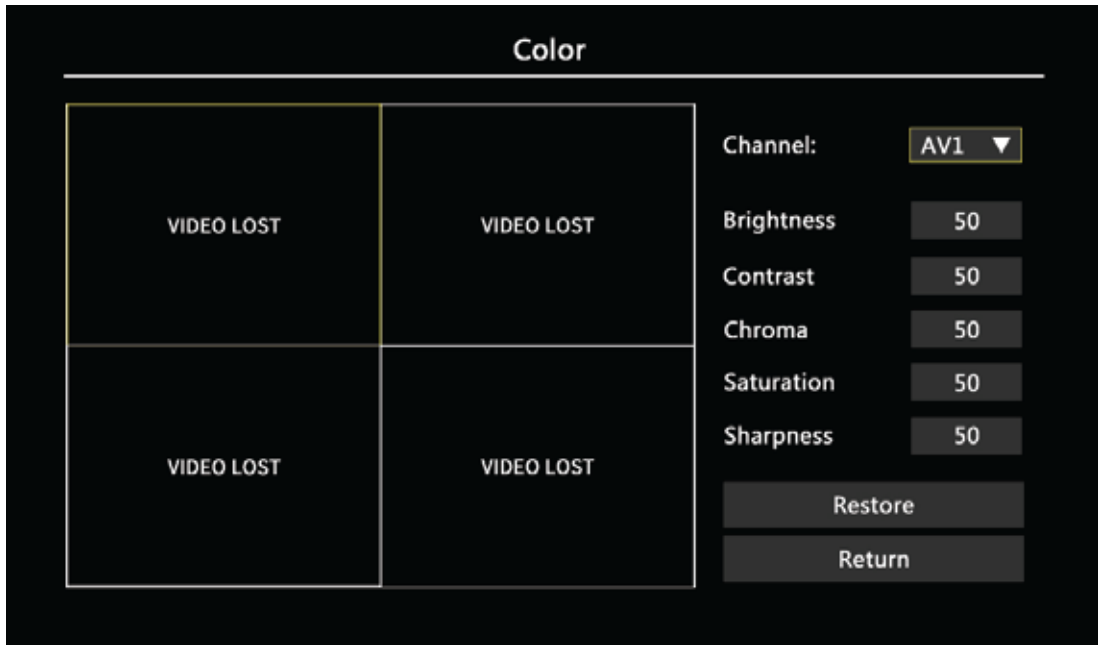 Color
VIDEO LOST
VIDEO LOST
VIDEO LOST
VIDEO LOST
Channel: AV1 ▼
Brightness 50
Contrast 50
Chroma 50
Saturation 50
Sharpness 50
Restore
Return